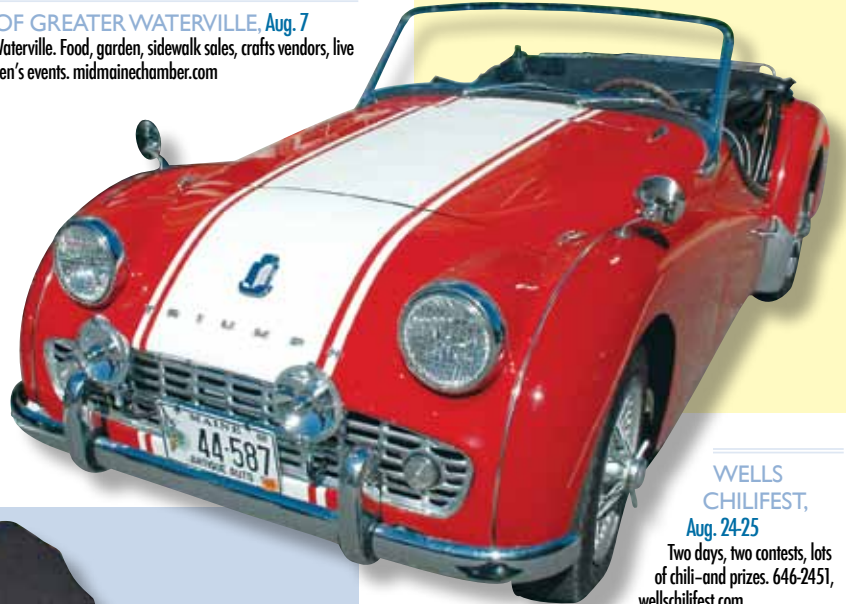 OF GREATER WATERVILLE, Aug. 7
Waterville. Food, garden, sidewalk sales, crafts vendors, live
en's events. midmainechamber.com
TRIUMPH
MAINE
44-587
ANTIQUE AUTO
WELLS
CHILIFEST,
Aug. 24-25
Two days, two contests, lots
of chili–and prizes. 646-2451,
wellschilifest.com